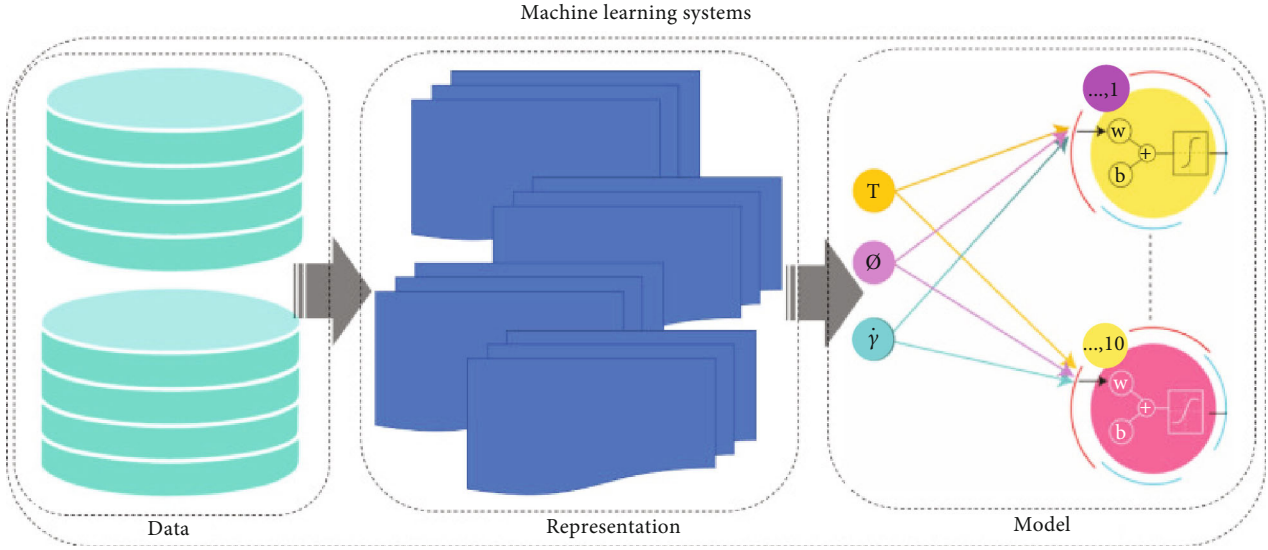 Machine learning systems
...,1
w
+
b
T
Ø
γ̇
...,10
w
+
b
Data
Representation
Model